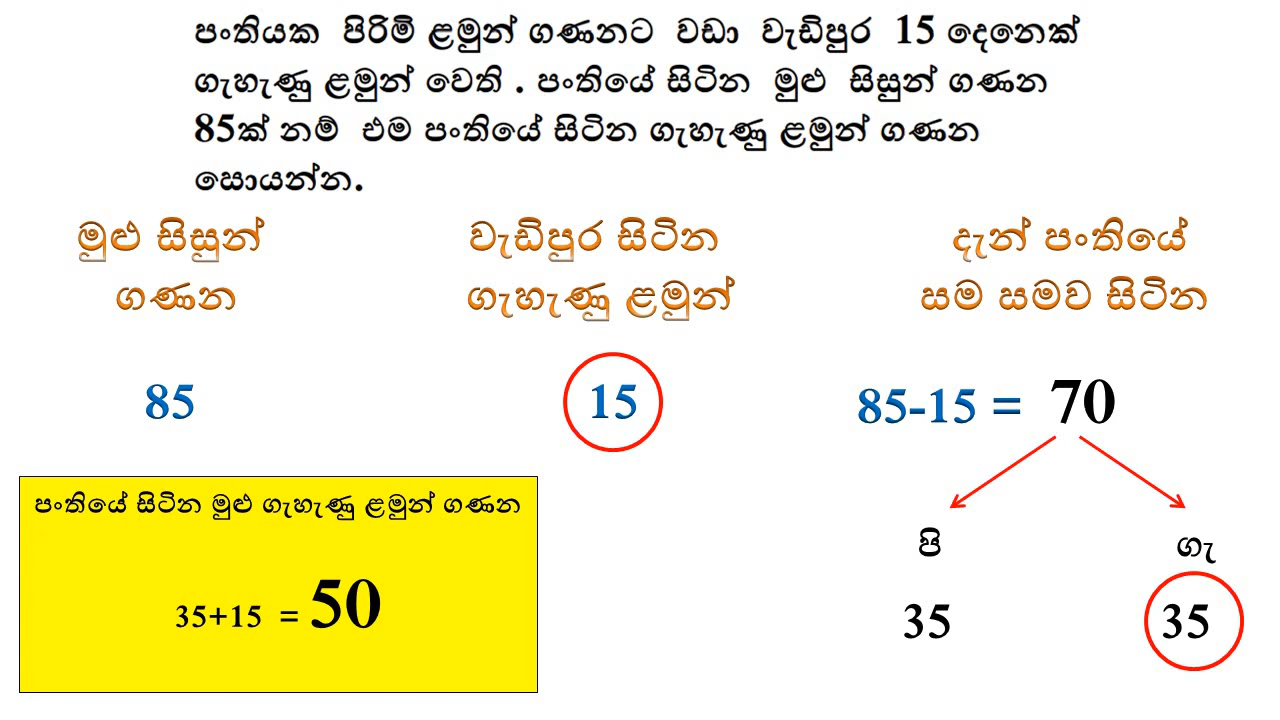 පංතියක පිරිමි ළමුන් ගණනට වඩා වැඩිපුර 15 දෙනෙක්
ගැහැණු ළමුන් වෙති . පංතියේ සිටින මුළු සිසුන් ගණන
85ක් නම් එම පංතියේ සිටින ගැහැණු ළමුන් ගණන
සොයන්න.
මුළු සිසුන්
ගණන
වැඩිපුර සිටින
ගැහැණු ළමුන්
දැන් පංතියේ
සම සමව සිටින
85
15
85-15 = 70
පි
ගැ
35
35
පංතියේ සිටින මුළු ගැහැණු ළමුන් ගණන
35+15 = 50